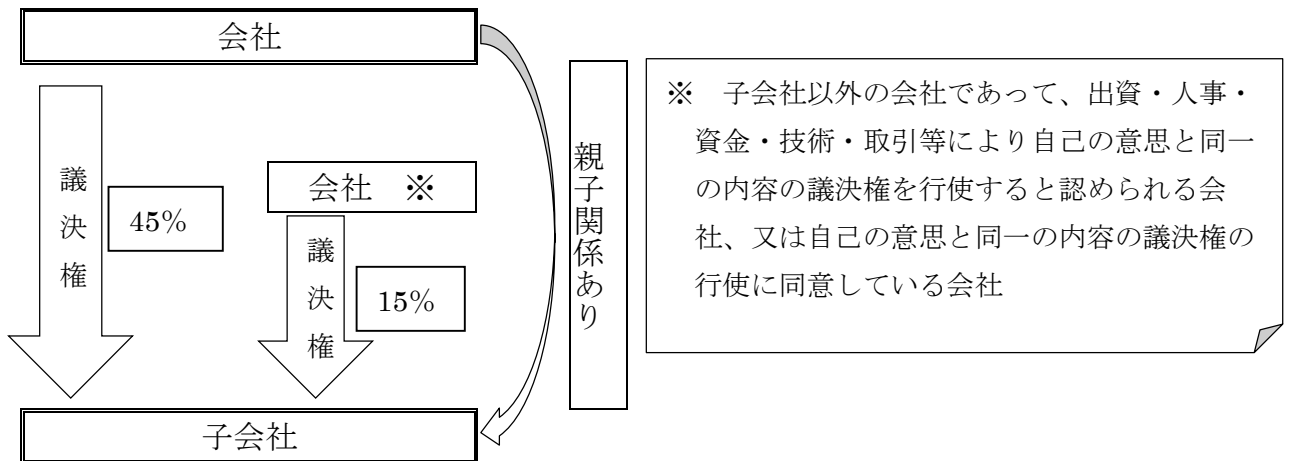 会社
議決権
45%
会社 ※
議決権
15%
子会社
親子関係あり
※ 子会社以外の会社であって、出資・人事・
資金・技術・取引等により自己の意思と同一
の内容の議決権を行使すると認められる会
社、又は自己の意思と同一の内容の議決権の
行使に同意している会社